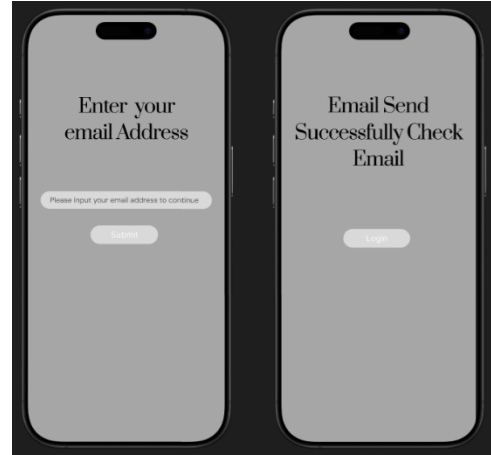 Enter your
email Address
Please input your email address to continue
Submit
Email Send
Successfully Check
Email
Login